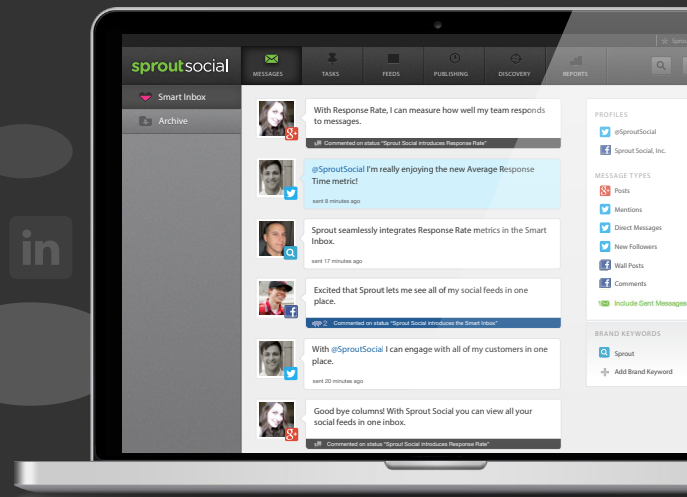 Sprou
sproutsocial
MESSAGES
TASKS
FEEDS
PUBLISHING
DISCOVERY
REPORTS
Smart Inbox
Archive
in
With Response Rate, I can measure how well my team responds
to messages.
Commented on status "Sprout Social introduces Response Rate"
@SproutSocial I'm really enjoying the new Average Response
Time metric!
sent 8 minutes ago
Sprout seamlessly integrates Response Rate metrics in the Smart
Inbox.
sent 17 minutes ago
Excited that Sprout lets me see all of my social feeds in one
place.
2 Commented on status "Sprout Social introduces the Smart Inbox"
With @SproutSocial I can engage with all of my customers in one
place.
sent 20 minutes ago
Good bye columns! With Sprout Social you can view all your
social feeds in one inbox.
Commented on status "Sprout Social introduces Response Rate"
PROFILES
@SproutSocial
Sprout Social, Inc.
MESSAGE TYPES
Posts
Mentions
Direct Messages
New Followers
Wall Posts
Comments
Include Sent Messages
BRAND KEYWORDS
Sprout
Add Brand Keyword